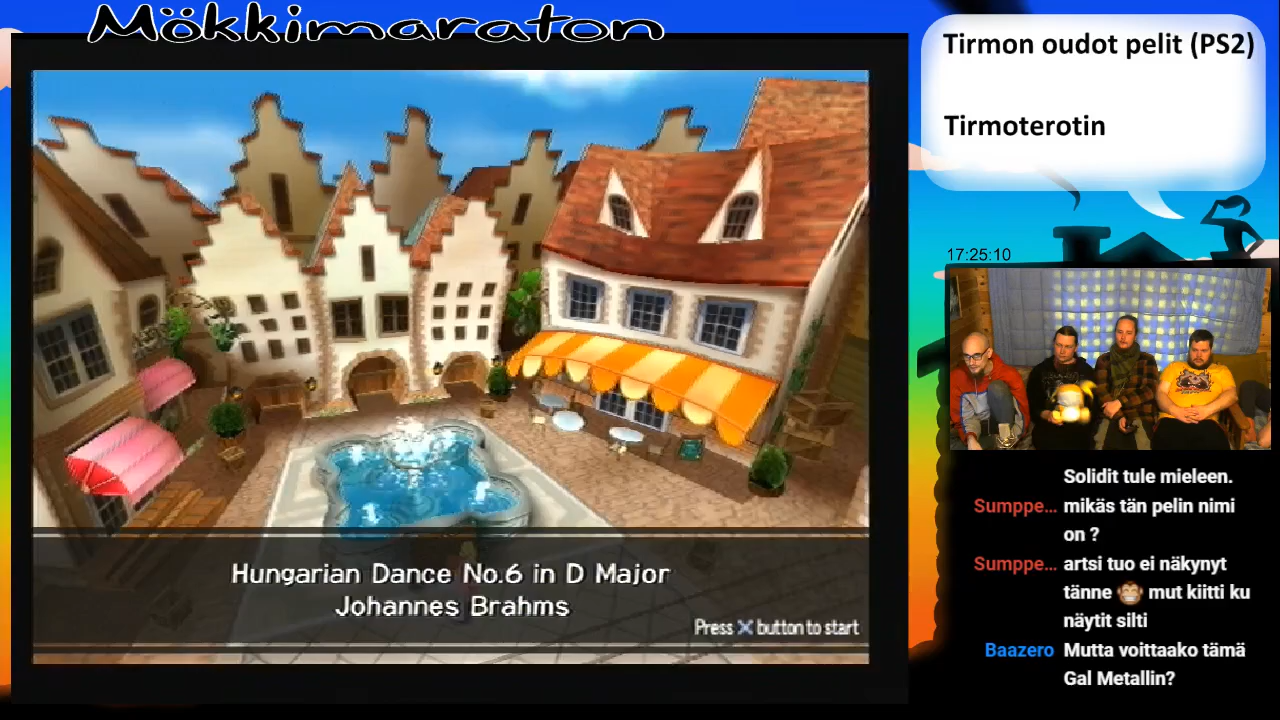 Mökkimaraton
Tirmon oudot pelit (PS2)
Tirmoterotin
17:25:10
Hungarian Dance No.6 in D Major
Johannes Brahms
Press X button to start
Solidit tule mieleen.
Sumppe... mikäs tän pelin nimi
on ?
Sumppe... artsi tuo ei näkynyt
tänne 🙈 mut kiitti ku
näytit silti
Baazero Mutta voittaako tämä
Gal Metallin?